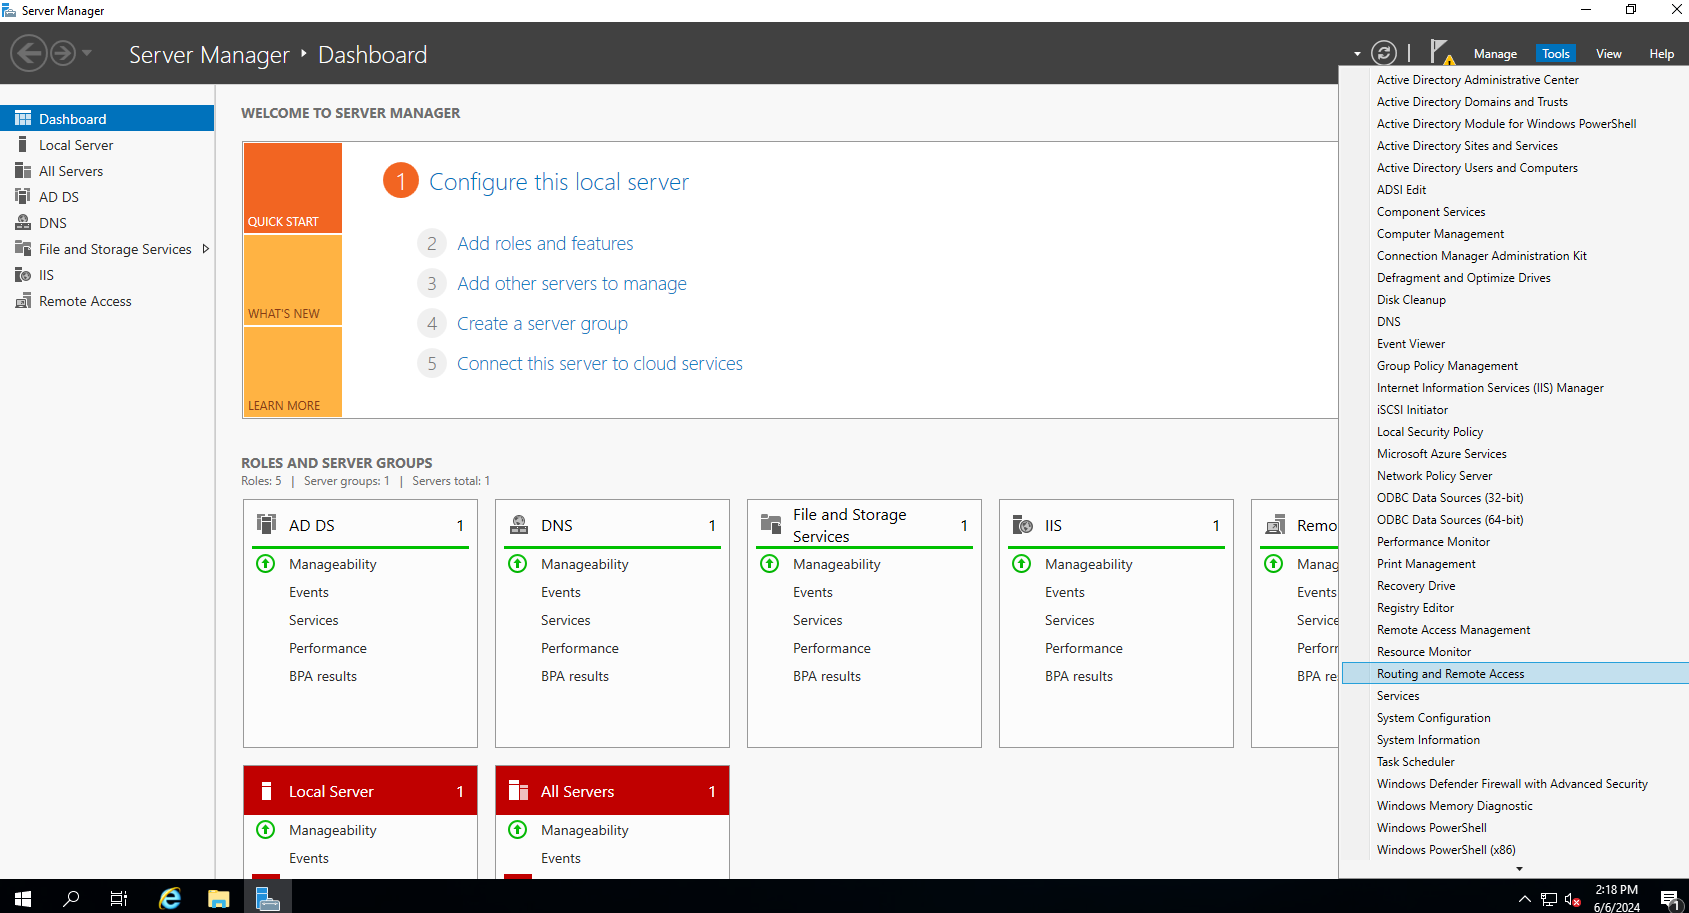 Server Manager
Server Manager
Dashboard
Manage
Tools
View
Help
Dashboard
Local Server
All Servers
AD DS
DNS
File and Storage Services
IIS
Remote Access
WELCOME TO SERVER MANAGER
QUICK START
WHAT'S NEW
LEARN MORE
1 Configure this local server
2 Add roles and features
3 Add other servers to manage
4 Create a server group
5 Connect this server to cloud services
ROLES AND SERVER GROUPS
Roles: 5 | Server groups: 1 | Servers total: 1
AD DS 1
Manageability
Events
Services
Performance
BPA results
DNS 1
Manageability
Events
Services
Performance
BPA results
File and Storage
Services 1
Manageability
Events
Services
Performance
BPA results
IIS 1
Manageability
Events
Services
Performance
BPA results
Remo
Manag
Events
Service
Perforr
BPA re
Local Server 1
Manageability
Events
All Servers 1
Manageability
Events
Active Directory Administrative Center
Active Directory Domains and Trusts
Active Directory Module for Windows PowerShell
Active Directory Sites and Services
Active Directory Users and Computers
ADSI Edit
Component Services
Computer Management
Connection Manager Administration Kit
Defragment and Optimize Drives
Disk Cleanup
DNS
Event Viewer
Group Policy Management
Internet Information Services (IIS) Manager
iSCSI Initiator
Local Security Policy
Microsoft Azure Services
Network Policy Server
ODBC Data Sources (32-bit)
ODBC Data Sources (64-bit)
Performance Monitor
Print Management
Recovery Drive
Registry Editor
Remote Access Management
Resource Monitor
Routing and Remote Access
Services
System Configuration
System Information
Task Scheduler
Windows Defender Firewall with Advanced Security
Windows Memory Diagnostic
Windows PowerShell
Windows PowerShell (x86)
2:18 PM
6/6/2024
1